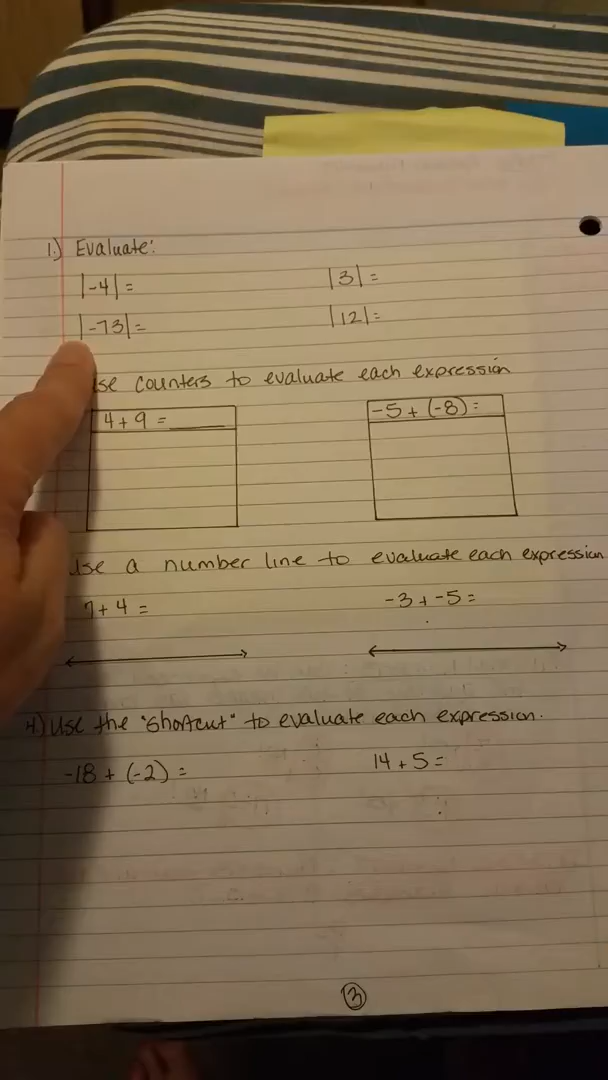 1.) Evaluate:
|-4| = |3| =
|-73| = |12| =
use counters to evaluate each expression
4 + 9 = ____ -5 + (-8) =
use a number line to evaluate each expression
7 + 4 = -3 + -5 =
4.) Use the "shortcut" to evaluate each expression.
-18 + (-2) = 14 + 5 =
3